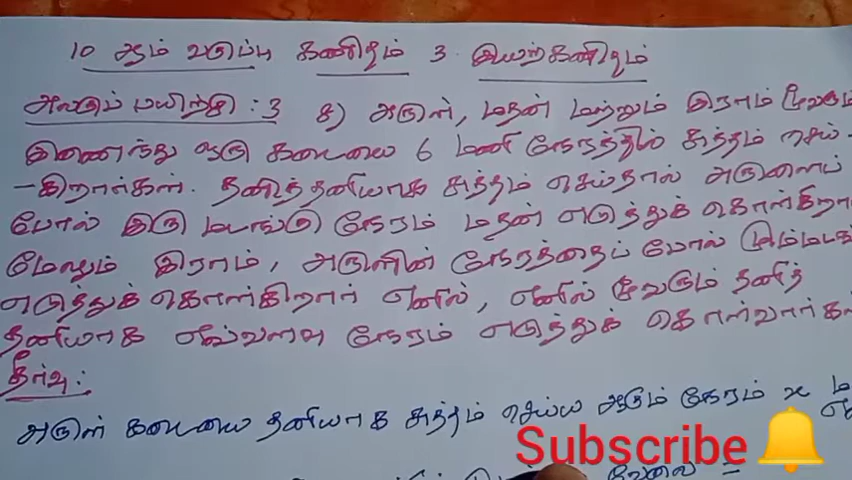 10 ஆம் வகுப்பு கணிதம் 3 இயற்கணிதம்
அலகுப் பயிற்சி : 3 8) அருள், மதன் மற்றும் இராம் மூவரும்
இணைந்து ஒரு கடையை 6 மணி நேரத்தில் சுத்தம் செய்-
-கிறார்கள். தனித்தனியாக சுத்தம் செய்தால் அருளைப்
போல் இரு மடங்கு நேரம் மதன் எடுத்துக் கொள்கிறா
மேலும் இராம், அருளின் நேரத்தைப் போல் மும்மடங்
எடுத்துக் கொள்கிறார் எனில், எனில் மூவரும் தனித்
தனியாக எவ்வளவு நேரம் எடுத்துக் கொள்வார்கள்
தீர்வு:
அருள் கடையை தனியாக சுத்தம் செய்ய ஆகும் நேரம் x ம
Subscribe
வேலை =